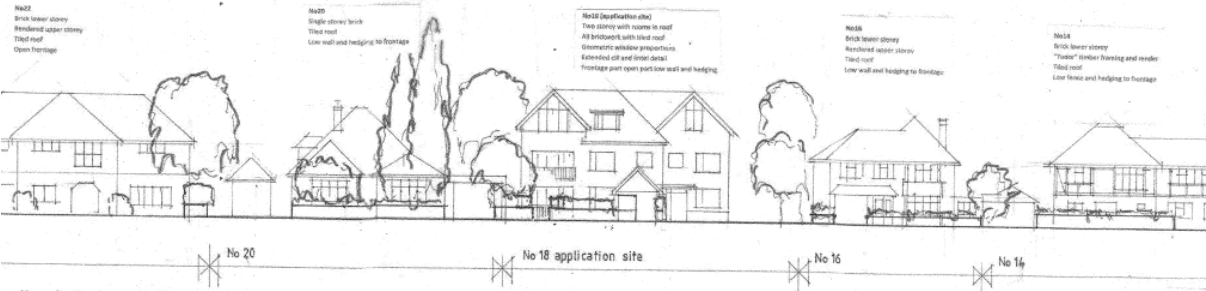 No22
Brick lower storey
Rendered upper storey
Tiled roof
Open frontage
No20
Single storey brick
Tiled roof
Low wall and hedging to frontage
No18 (application site)
Two storey with rooms in roof
All brickwork with tiled roof
Geometric window proportions
Extended cill and lintel detail
Frontage part open part low wall and hedging
No16
Brick lower storey
Rendered upper storey
Tiled roof
Low wall and hedging to frontage
No14
Brick lower storey
"Tudor" timber framing and render
Tiled roof
Low fence and hedging to frontage
No 20
No 18 application site
No 16
No 14